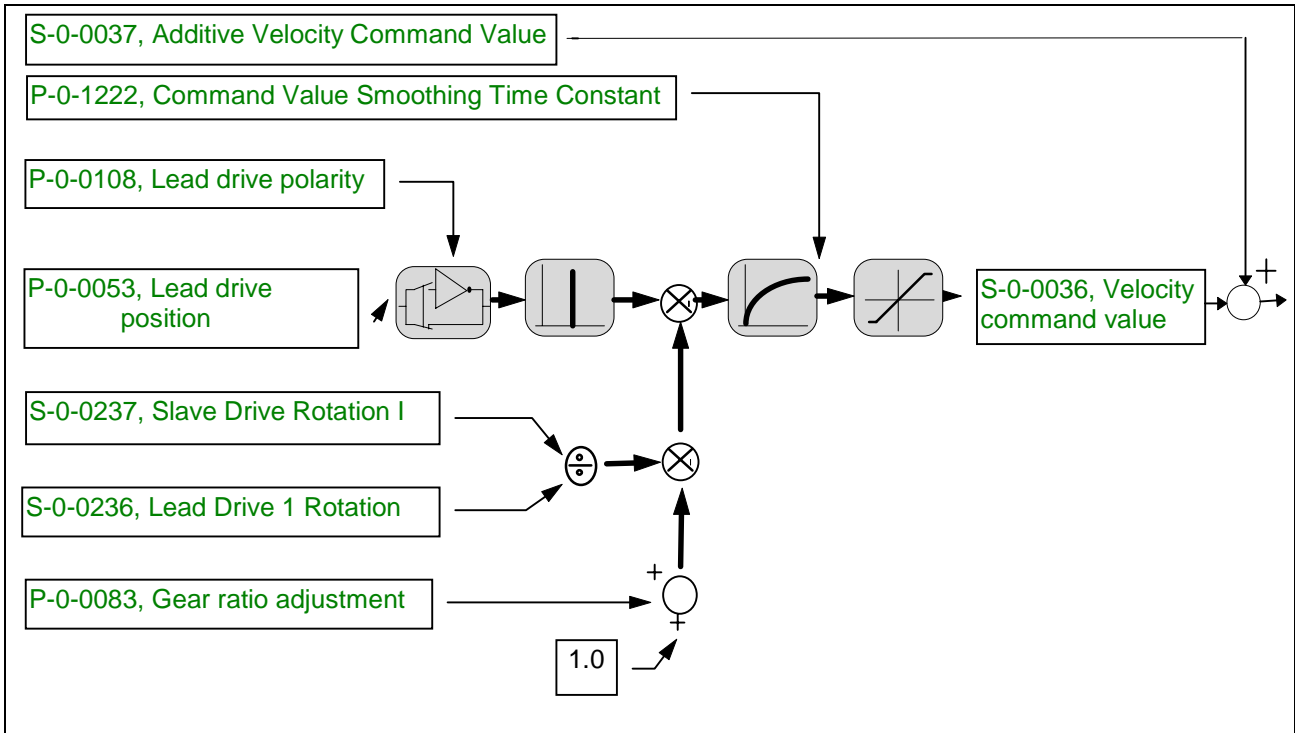 S-0-0037, Additive Velocity Command Value
P-0-1222, Command Value Smoothing Time Constant
P-0-0108, Lead drive polarity
P-0-0053, Lead drive
position
S-0-0036, Velocity
command value
+
S-0-0237, Slave Drive Rotation I
S-0-0236, Lead Drive 1 Rotation
P-0-0083, Gear ratio adjustment
+
+
1.0